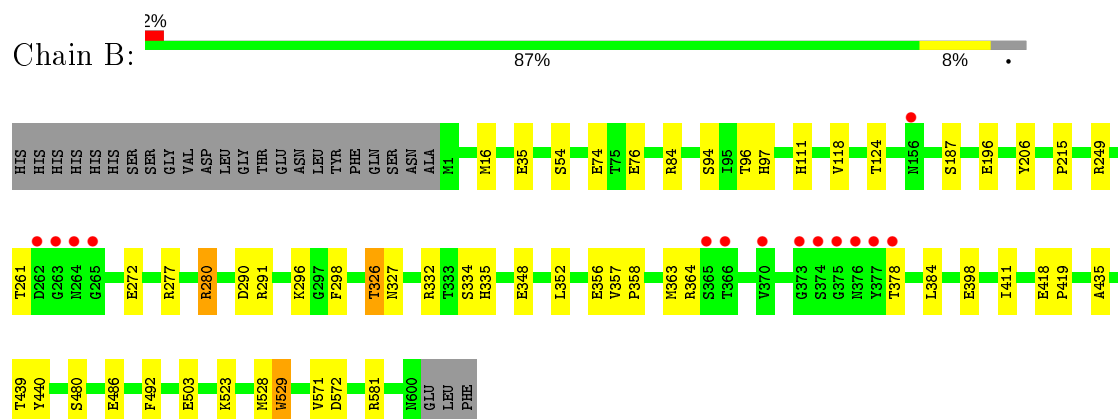 2%
Chain B:
87% 8% •
HIS HIS HIS HIS HIS HIS SER SER GLY VAL ASP LEU GLY THR GLU ASN LEU TYR PHE GLN SER ASN ALA M1 M16 E35 S54 E74 T75 E76 R84 S94 I95 T96 H97 H111 V118 T124 N156 S187 E196 Y206 P215 R249
T261 D262 G263 N264 G265 E272 R277 R280 D290 R291 K296 G297 F298 T326 N327 R332 T333 S334 H335 E348 L352 E356 V357 P358 M363 R364 S365 T366 V370 G373 S374 G375 N376 Y377 T378 L384 E398 I411 E418 P419 A435
T439 Y440 S480 E486 F492 E503 K523 M528 W529 V571 D572 R581 N600 GLU LEU PHE